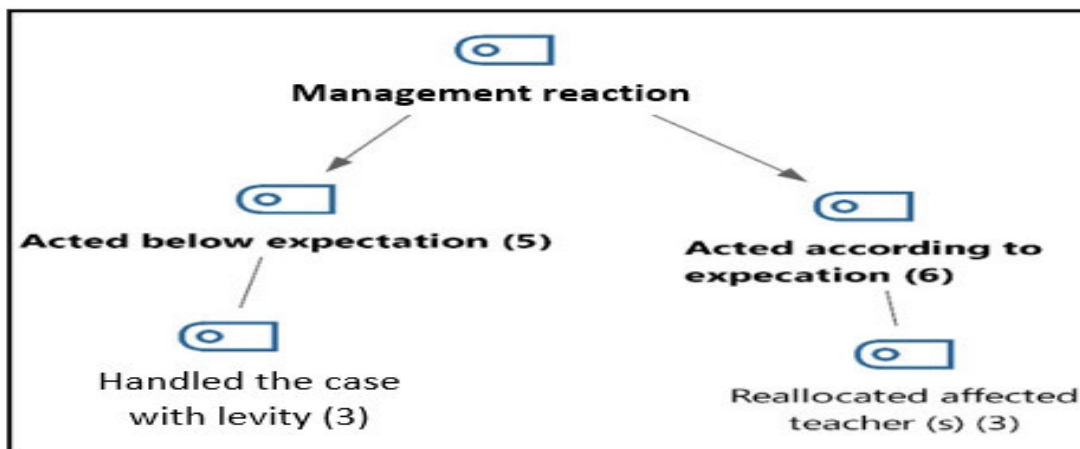 Management reaction
Acted below expectation (5)
Acted according to
expecation (6)
Handled the case
with levity (3)
Reallocated affected
teacher (s) (3)